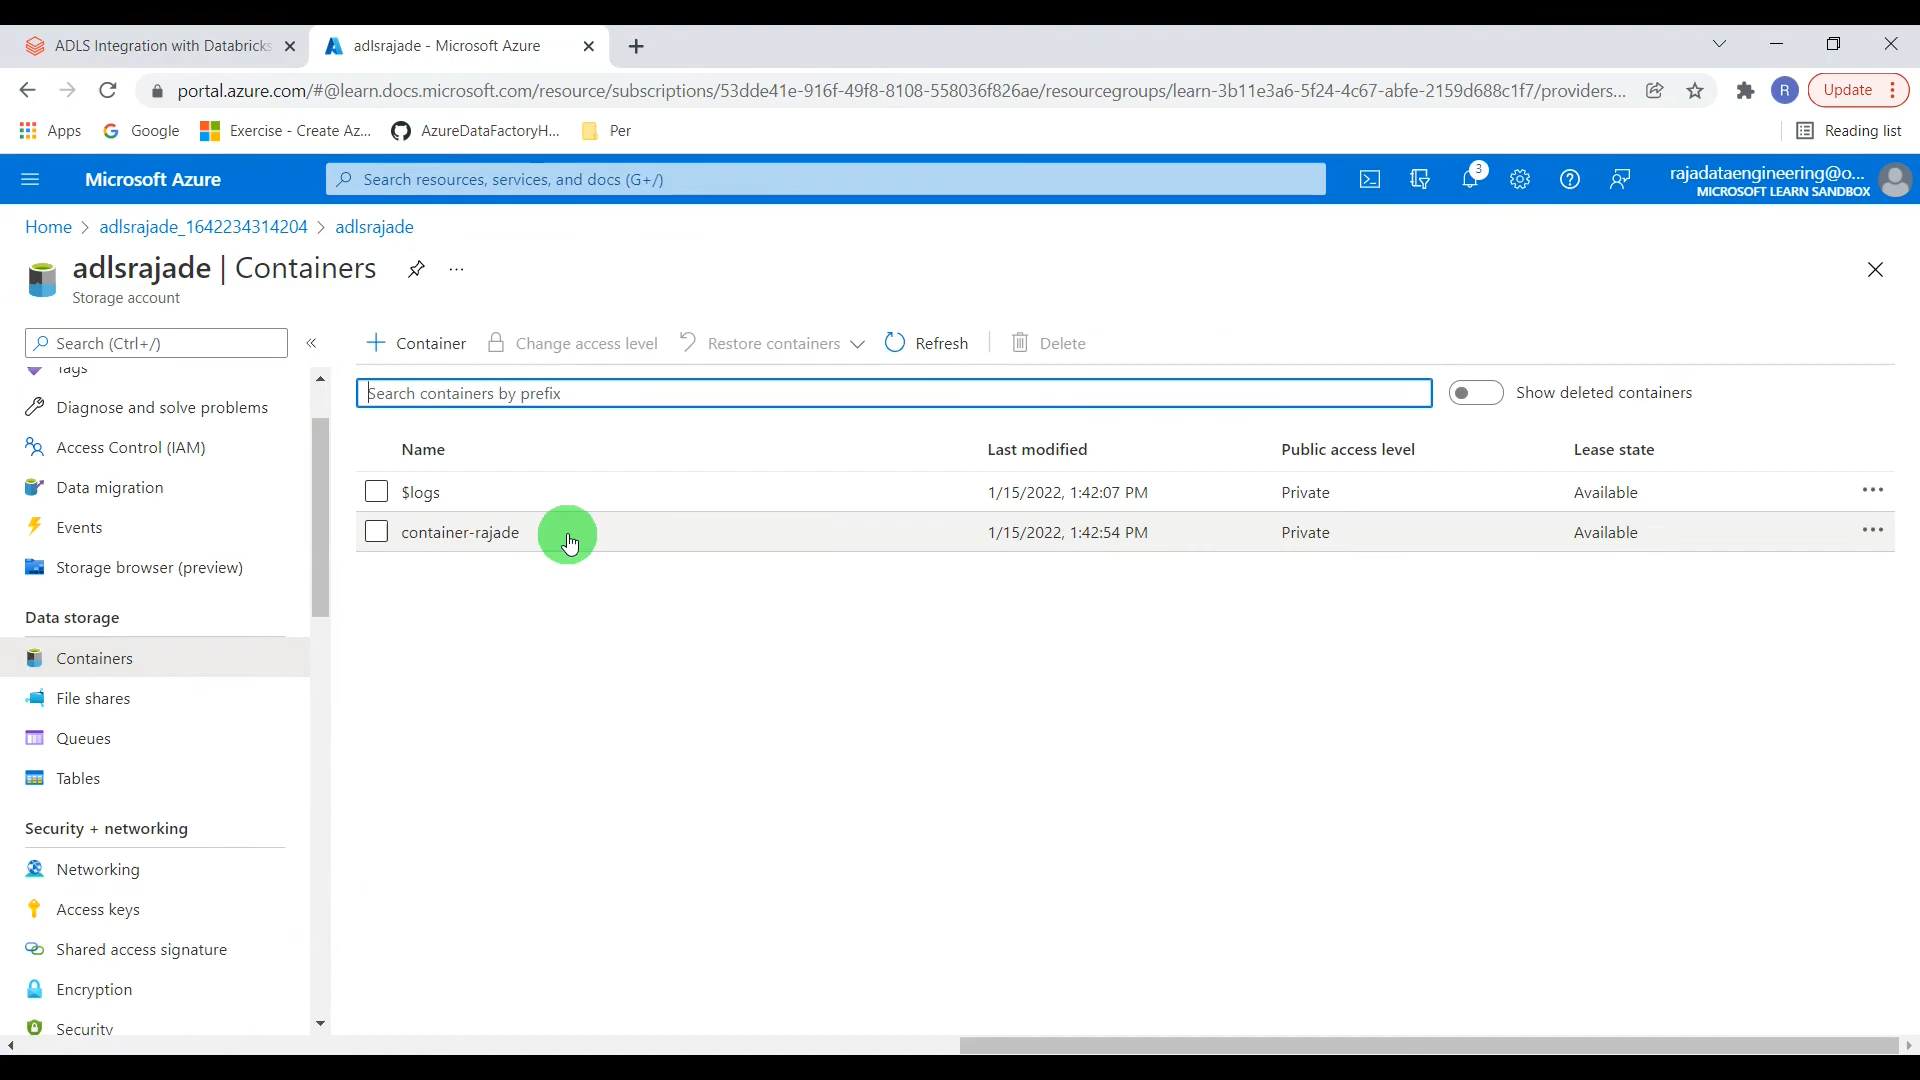 ADLS Integration with Databricks
adlsrajade - Microsoft Azure
portal.azure.com/#@learn.docs.microsoft.com/resource/subscriptions/53dde41e-916f-49f8-8108-558036f826ae/resourcegroups/learn-3b11e3a6-5f24-4c67-abfe-2159d688c1f7/providers...
R
Update
Apps
Google
Exercise - Create Az...
AzureDataFactoryH...
Per
Reading list
Microsoft Azure
Search resources, services, and docs (G+/)
3
rajadataengineering@o...
MICROSOFT LEARN SANDBOX
Home > adlsrajade_1642234314204 > adlsrajade
adlsrajade | Containers
Storage account
Search (Ctrl+/)
Container
Change access level
Restore containers
Refresh
Delete
Tags
Diagnose and solve problems
Access Control (IAM)
Data migration
Events
Storage browser (preview)
Data storage
Containers
File shares
Queues
Tables
Security + networking
Networking
Access keys
Shared access signature
Encryption
Security
Search containers by prefix
Show deleted containers
Name Last modified Public access level Lease state
$logs 1/15/2022, 1:42:07 PM Private Available
container-rajade 1/15/2022, 1:42:54 PM Private Available